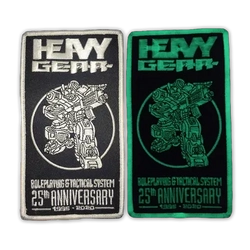 HEAVY
GEAR
ROLEPLAYING & TACTICAL SYSTEM
25TH ANNIVERSARY
1995 - 2020
HEAVY
GEAR
ROLEPLAYING & TACTICAL SYSTEM
25TH ANNIVERSARY
1995 - 2020